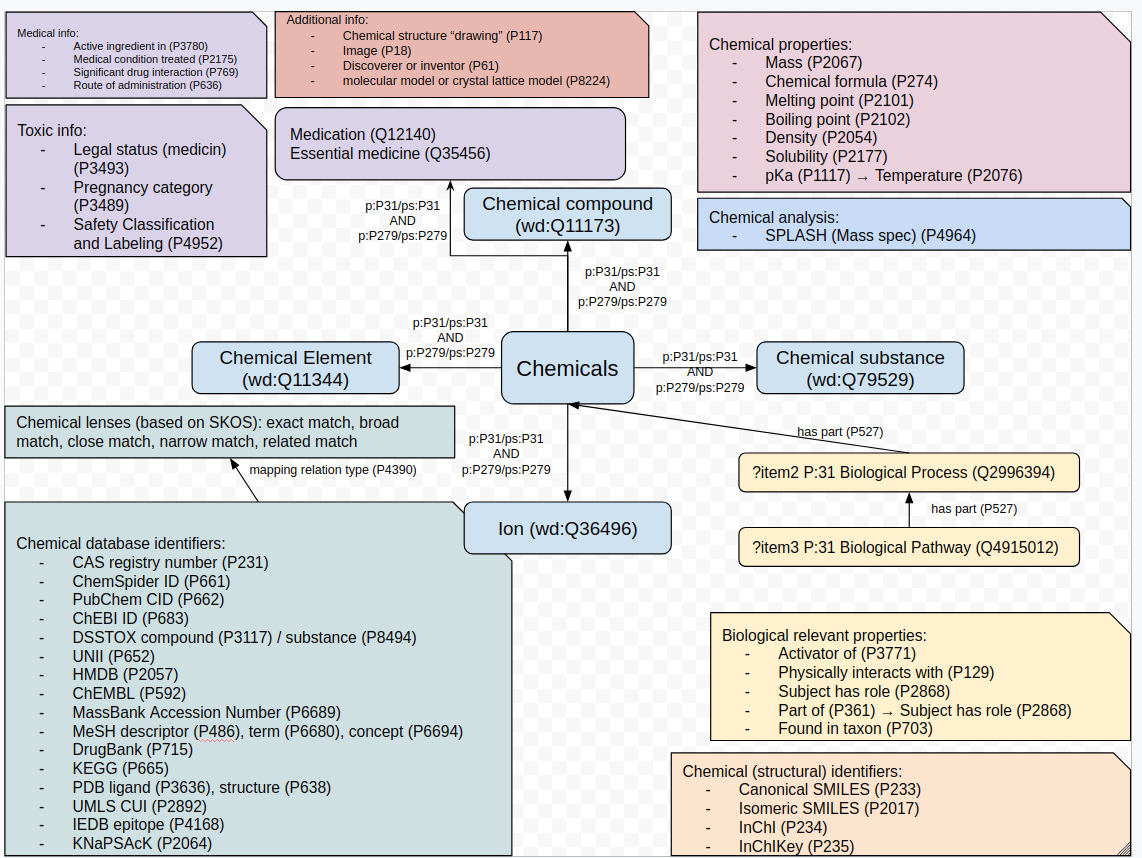 Medical info:
- Active ingredient in (P3780)
- Medical condition treated (P2175)
- Significant drug interaction (P769)
- Route of administration (P636)
Additional info:
- Chemical structure “drawing” (P117)
- Image (P18)
- Discoverer or inventor (P61)
- molecular model or crystal lattice model (P8224)
Chemical properties:
- Mass (P2067)
- Chemical formula (P274)
- Melting point (P2101)
- Boiling point (P2102)
- Density (P2054)
- Solubility (P2177)
- pKa (P1117) → Temperature (P2076)
Toxic info:
- Legal status (medicin)
(P3493)
- Pregnancy category
(P3489)
- Safety Classification
and Labeling (P4952)
Medication (Q12140)
Essential medicine (Q35456)
Chemical analysis:
- SPLASH (Mass spec) (P4964)
p:P31/ps:P31
AND
p:P279/ps:P279
Chemical compound
(wd:Q11173)
p:P31/ps:P31
AND
p:P279/ps:P279
Chemical Element
(wd:Q11344)
p:P31/ps:P31
AND
p:P279/ps:P279
Chemicals
p:P31/ps:P31
AND
p:P279/ps:P279
Chemical substance
(wd:Q79529)
Chemical lenses (based on SKOS): exact match, broad
match, close match, narrow match, related match
mapping relation type (P4390)
p:P31/ps:P31
AND
p:P279/ps:P279
has part (P527)
?item2 P:31 Biological Process (Q2996394)
has part (P527)
?item3 P:31 Biological Pathway (Q4915012)
Ion (wd:Q36496)
Chemical database identifiers:
- CAS registry number (P231)
- ChemSpider ID (P661)
- PubChem CID (P662)
- ChEBI ID (P683)
- DSSTOX compound (P3117) / substance (P8494)
- UNII (P652)
- HMDB (P2057)
- ChEMBL (P592)
- MassBank Accession Number (P6689)
- MeSH descriptor (P486), term (P6680), concept (P6694)
- DrugBank (P715)
- KEGG (P665)
- PDB ligand (P3636), structure (P638)
- UMLS CUI (P2892)
- IEDB epitope (P4168)
- KNaPSAcK (P2064)
Biological relevant properties:
- Activator of (P3771)
- Physically interacts with (P129)
- Subject has role (P2868)
- Part of (P361) → Subject has role (P2868)
- Found in taxon (P703)
Chemical (structural) identifiers:
- Canonical SMILES (P233)
- Isomeric SMILES (P2017)
- InChI (P234)
- InChIKey (P235)